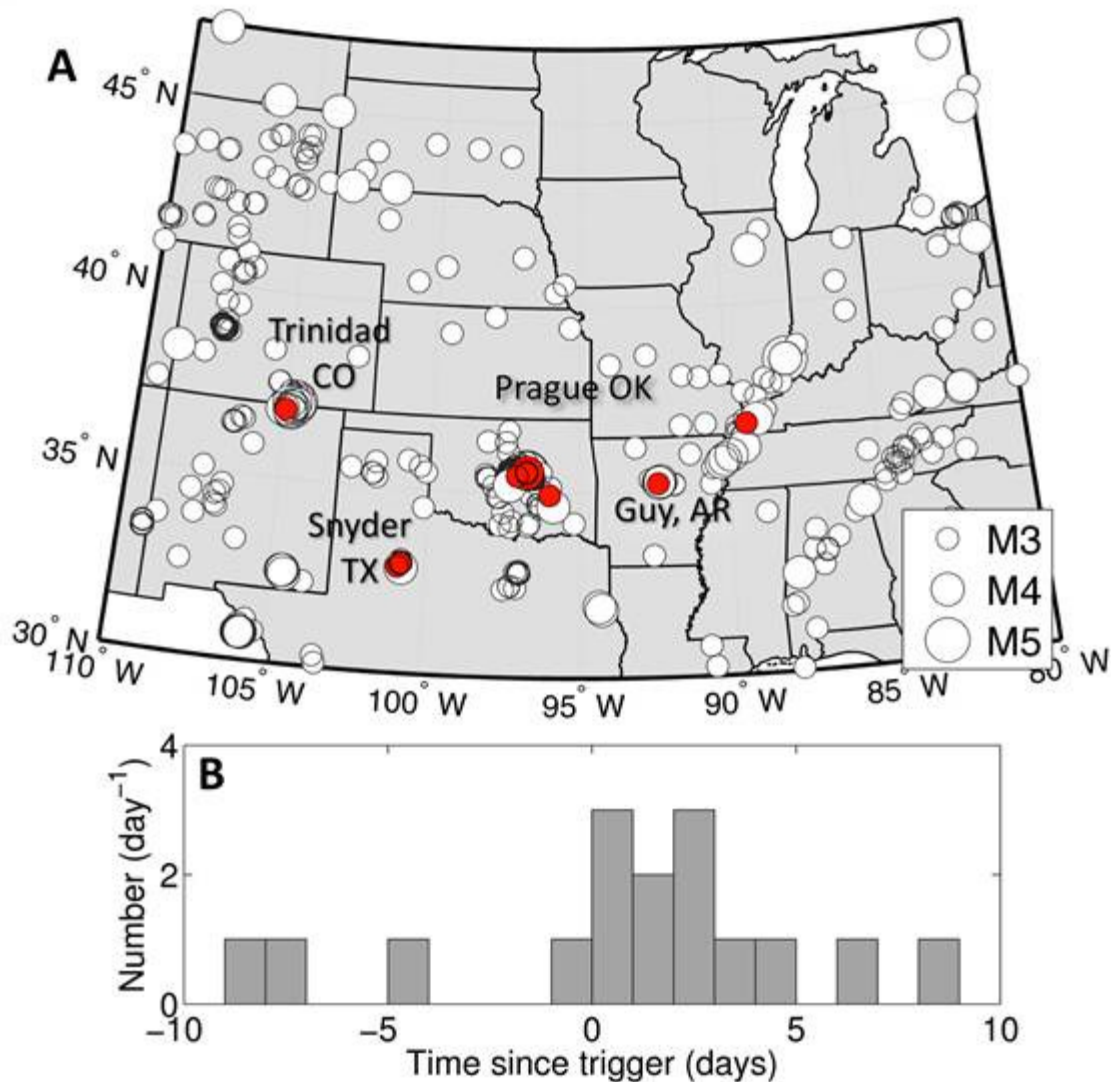 A
45° N
40° N
35° N
30° N
110° W
105° W
100° W
95° W
90° W
85° W
80° W
Trinidad
CO
Prague OK
Snyder
TX
Guy, AR
M3
M4
M5
B
Number (day⁻¹)
4
2
0
−10
−5
0
5
10
Time since trigger (days)